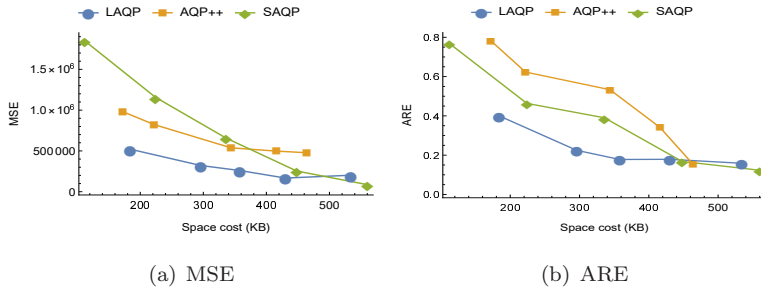 LAQP AQP++ SAQP
MSE
1.5×10⁶
1.0×10⁶
500 000
0
200 300 400 500
Space cost (KB)
(a) MSE
LAQP AQP++ SAQP
ARE
0.8
0.6
0.4
0.2
0.0
200 300 400 500
Space cost (KB)
(b) ARE